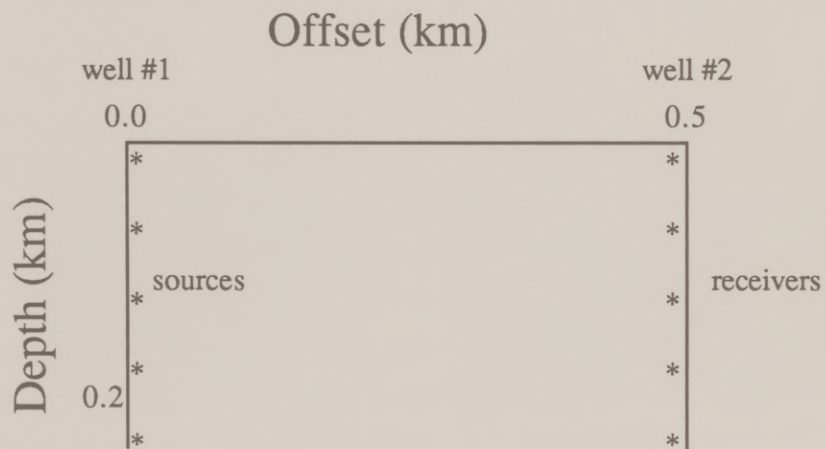 Offset (km)
well #1 well #2
0.0 0.5
* *
* *
sources receivers
* *
* *
0.2
* *
Depth (km)